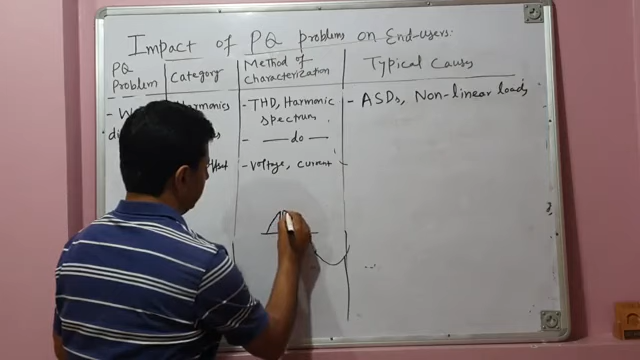 Impact of PQ problems on End-users:
PQ Problem
Category
Method of Characterization
Typical Causes
- W
Harmonics
- THD, Harmonic spectrum
- ASDs, Non-linear loads
di
- —do—
- Voltage, Current